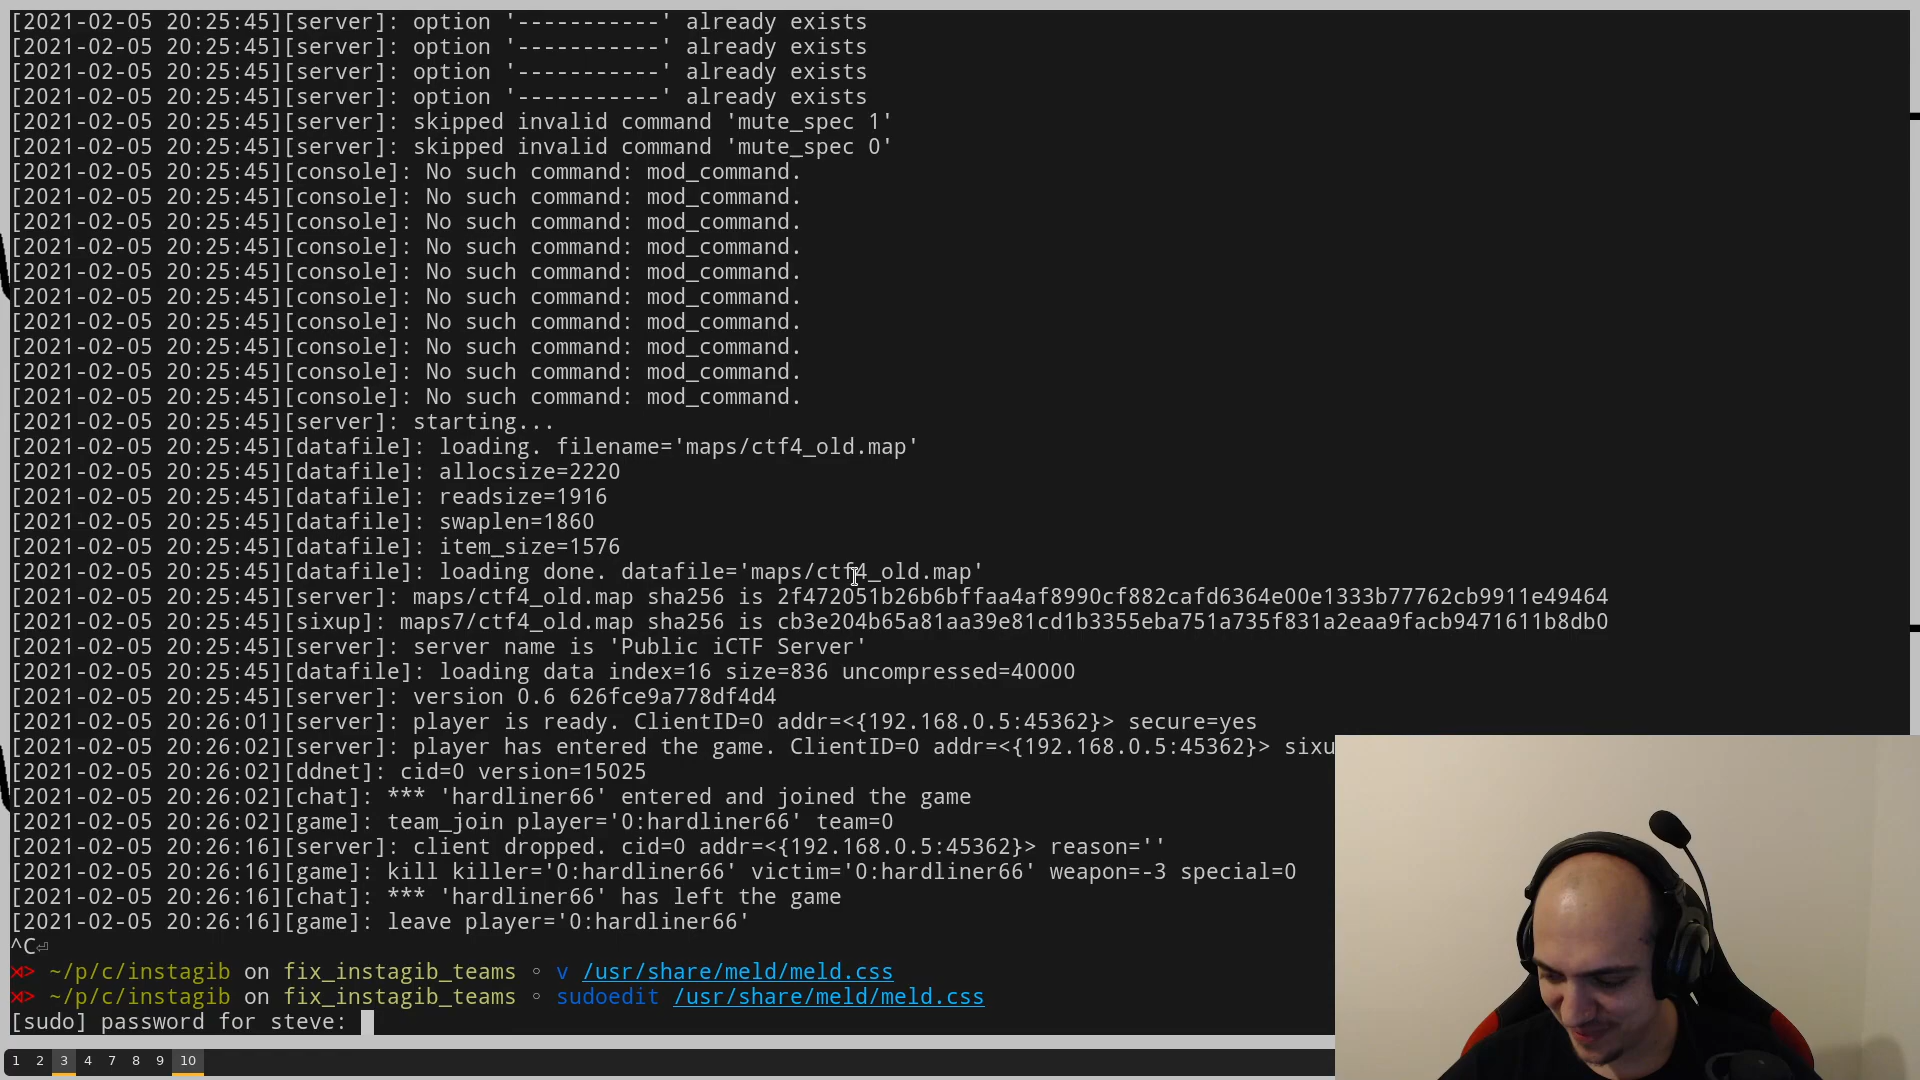 [2021-02-05 20:25:45][server]: option '-----------' already exists
[2021-02-05 20:25:45][server]: option '-----------' already exists
[2021-02-05 20:25:45][server]: option '-----------' already exists
[2021-02-05 20:25:45][server]: option '-----------' already exists
[2021-02-05 20:25:45][server]: skipped invalid command 'mute_spec 1'
[2021-02-05 20:25:45][server]: skipped invalid command 'mute_spec 0'
[2021-02-05 20:25:45][console]: No such command: mod_command.
[2021-02-05 20:25:45][console]: No such command: mod_command.
[2021-02-05 20:25:45][console]: No such command: mod_command.
[2021-02-05 20:25:45][console]: No such command: mod_command.
[2021-02-05 20:25:45][console]: No such command: mod_command.
[2021-02-05 20:25:45][console]: No such command: mod_command.
[2021-02-05 20:25:45][console]: No such command: mod_command.
[2021-02-05 20:25:45][console]: No such command: mod_command.
[2021-02-05 20:25:45][console]: No such command: mod_command.
[2021-02-05 20:25:45][console]: No such command: mod_command.
[2021-02-05 20:25:45][server]: starting...
[2021-02-05 20:25:45][datafile]: loading. filename='maps/ctf4_old.map'
[2021-02-05 20:25:45][datafile]: allocsize=2220
[2021-02-05 20:25:45][datafile]: readsize=1916
[2021-02-05 20:25:45][datafile]: swaplen=1860
[2021-02-05 20:25:45][datafile]: item_size=1576
[2021-02-05 20:25:45][datafile]: loading done. datafile='maps/ctf4_old.map'
[2021-02-05 20:25:45][server]: maps/ctf4_old.map sha256 is 2f472051b26b6bffaa4af8990cf882cafd6364e00e1333b77762cb9911e49464
[2021-02-05 20:25:45][sixup]: maps7/ctf4_old.map sha256 is cb3e204b65a81aa39e81cd1b3355eba751a735f831a2eaa9facb9471611b8db0
[2021-02-05 20:25:45][server]: server name is 'Public iCTF Server'
[2021-02-05 20:25:45][datafile]: loading data index=16 size=836 uncompressed=40000
[2021-02-05 20:25:45][server]: version 0.6 626fce9a778df4d4
[2021-02-05 20:26:01][server]: player is ready. ClientID=0 addr=<{192.168.0.5:45362}> secure=yes
[2021-02-05 20:26:02][server]: player has entered the game. ClientID=0 addr=<{192.168.0.5:45362}> sixu
[2021-02-05 20:26:02][ddnet]: cid=0 version=15025
[2021-02-05 20:26:02][chat]: *** 'hardliner66' entered and joined the game
[2021-02-05 20:26:02][game]: team_join player='0:hardliner66' team=0
[2021-02-05 20:26:16][server]: client dropped. cid=0 addr=<{192.168.0.5:45362}> reason=''
[2021-02-05 20:26:16][game]: kill killer='0:hardliner66' victim='0:hardliner66' weapon=-3 special=0
[2021-02-05 20:26:16][chat]: *** 'hardliner66' has left the game
[2021-02-05 20:26:16][game]: leave player='0:hardliner66'
^C⏎
⋊> ~/p/c/instagib on fix_instagib_teams ◦ v /usr/share/meld/meld.css
⋊> ~/p/c/instagib on fix_instagib_teams ◦ sudoedit /usr/share/meld/meld.css
[sudo] password for steve:
1 2 3 4 7 8 9 10